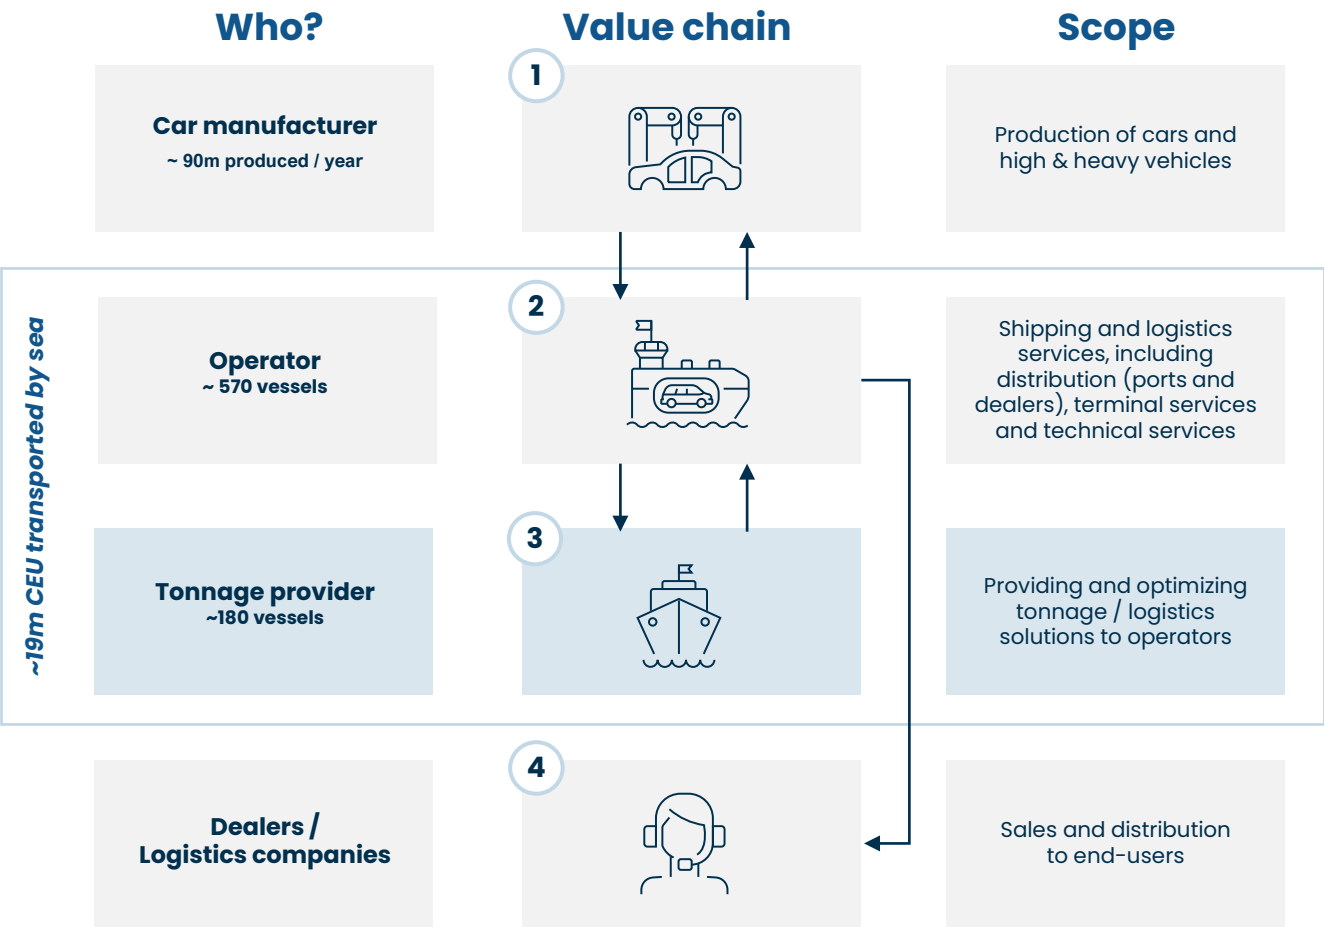 Who?
Value chain
Scope
1
Car manufacturer
~ 90m produced / year
Production of cars and
high & heavy vehicles
~19m CEU transported by sea
2
Operator
~ 570 vessels
Shipping and logistics
services, including
distribution (ports and
dealers), terminal services
and technical services
3
Tonnage provider
~180 vessels
Providing and optimizing
tonnage / logistics
solutions to operators
4
Dealers /
Logistics companies
Sales and distribution
to end-users